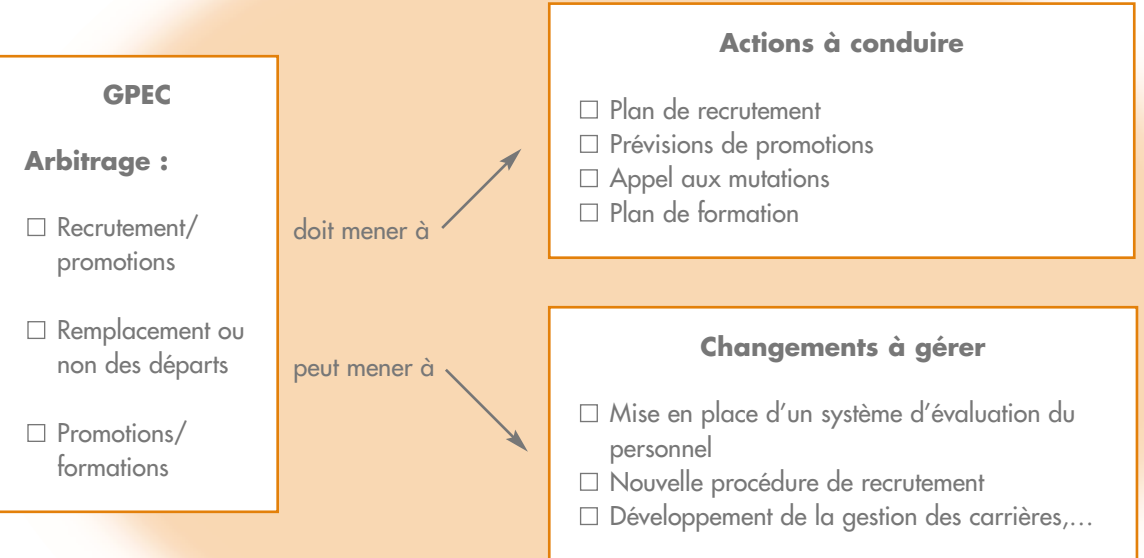 GPEC
Arbitrage :
☐ Recrutement/
promotions
☐ Remplacement ou
non des départs
☐ Promotions/
formations
doit mener à
peut mener à
Actions à conduire
☐ Plan de recrutement
☐ Prévisions de promotions
☐ Appel aux mutations
☐ Plan de formation
Changements à gérer
☐ Mise en place d’un système d’évaluation du
personnel
☐ Nouvelle procédure de recrutement
☐ Développement de la gestion des carrières,…